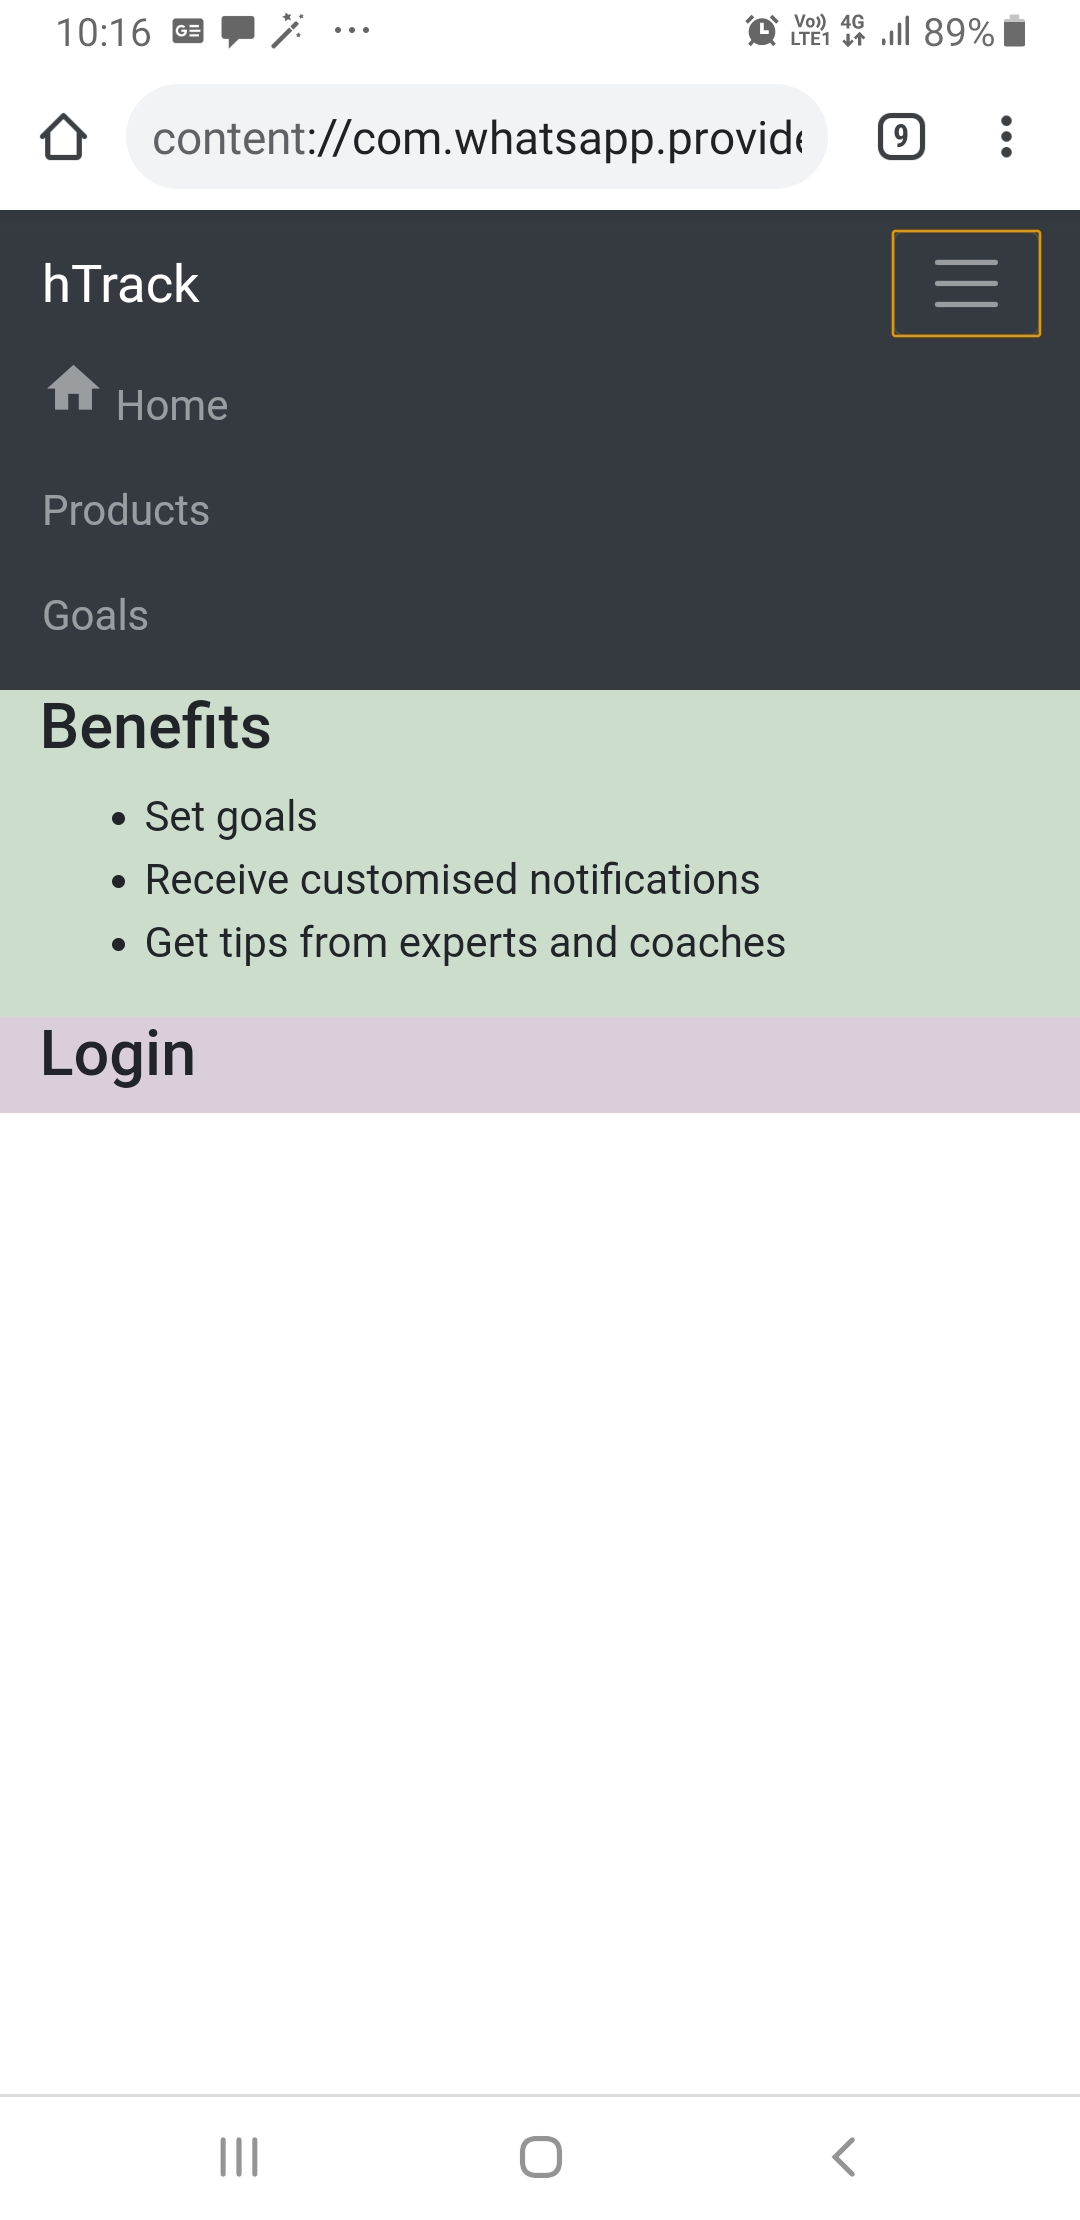 10:16 GE Vo)) LTE1 4G 89%
content://com.whatsapp.provide
9
hTrack
Home
Products
Goals
Benefits
Set goals
Receive customised notifications
Get tips from experts and coaches
Login